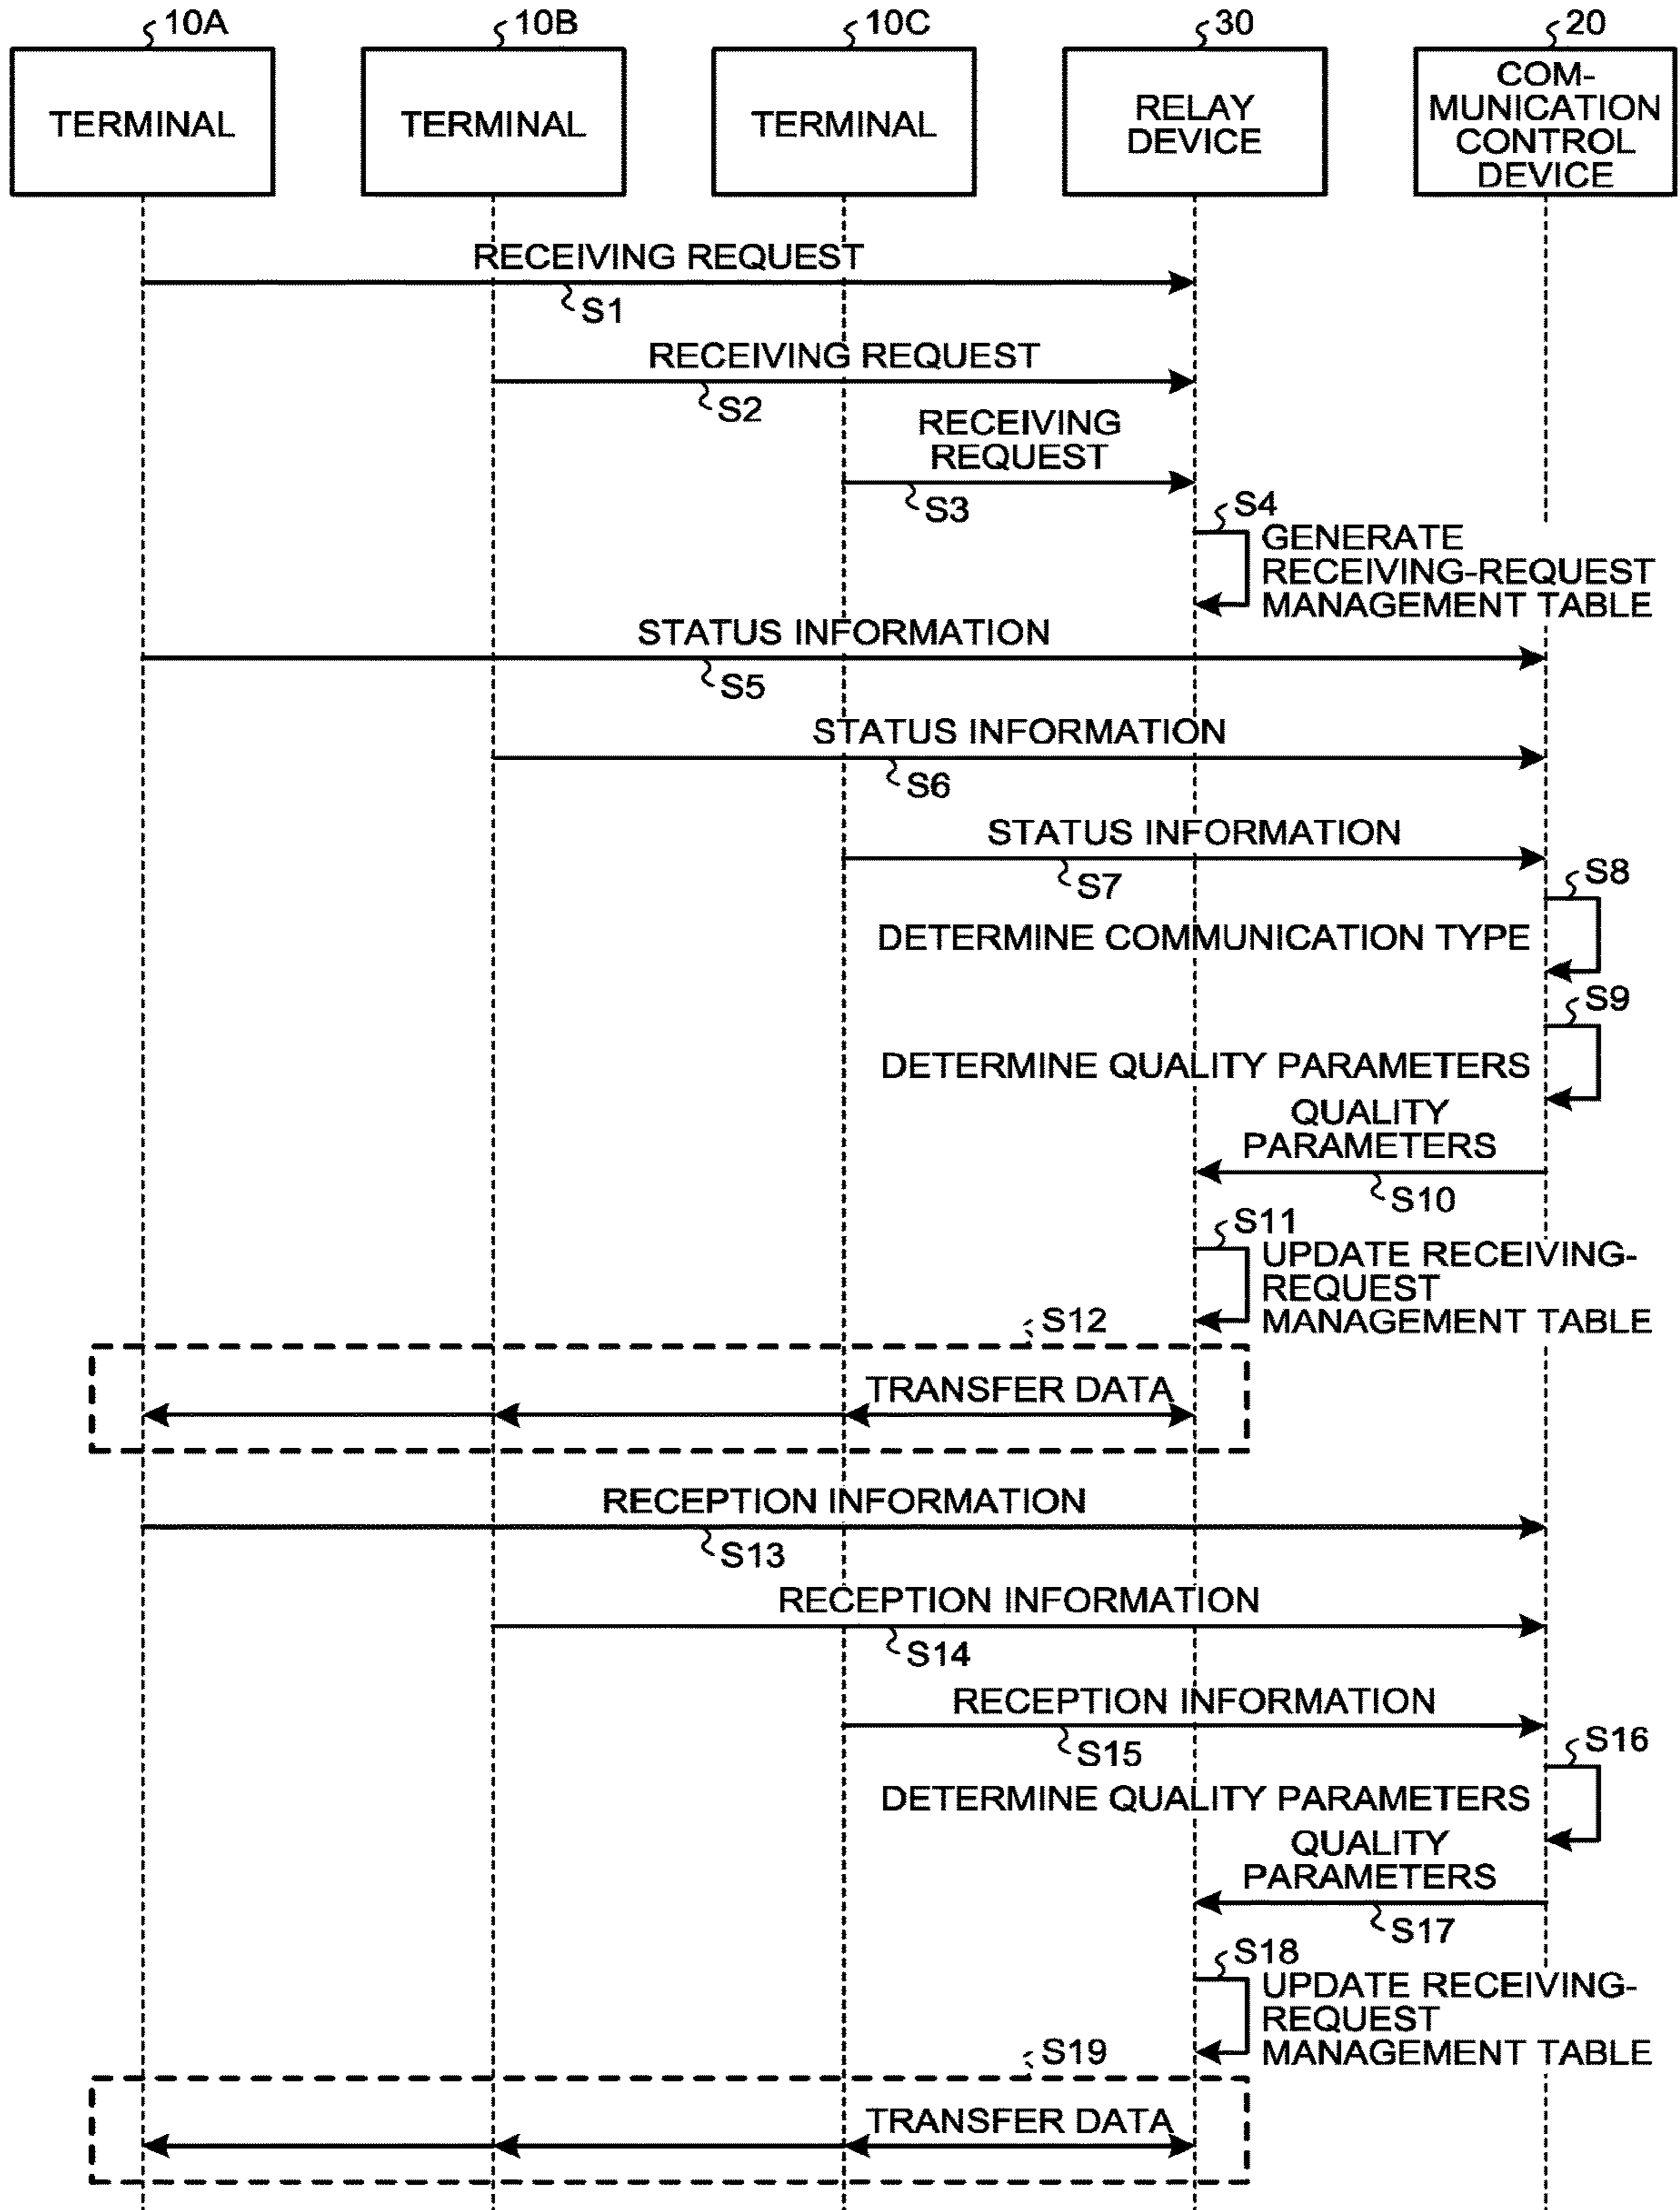 10A
10B
10C
30
20
TERMINAL
TERMINAL
TERMINAL
RELAY
DEVICE
COM-
MUNICATION
CONTROL
DEVICE
RECEIVING REQUEST
S1
RECEIVING REQUEST
S2
RECEIVING
REQUEST
S3
S4
GENERATE
RECEIVING-REQUEST
MANAGEMENT TABLE
STATUS INFORMATION
S5
STATUS INFORMATION
S6
STATUS INFORMATION
S7
S8
DETERMINE COMMUNICATION TYPE
S9
DETERMINE QUALITY PARAMETERS
QUALITY
PARAMETERS
S10
S11
UPDATE RECEIVING-
REQUEST
MANAGEMENT TABLE
S12
TRANSFER DATA
RECEPTION INFORMATION
S13
RECEPTION INFORMATION
S14
RECEPTION INFORMATION
S15
S16
DETERMINE QUALITY PARAMETERS
QUALITY
PARAMETERS
S17
S18
UPDATE RECEIVING-
REQUEST
MANAGEMENT TABLE
S19
TRANSFER DATA